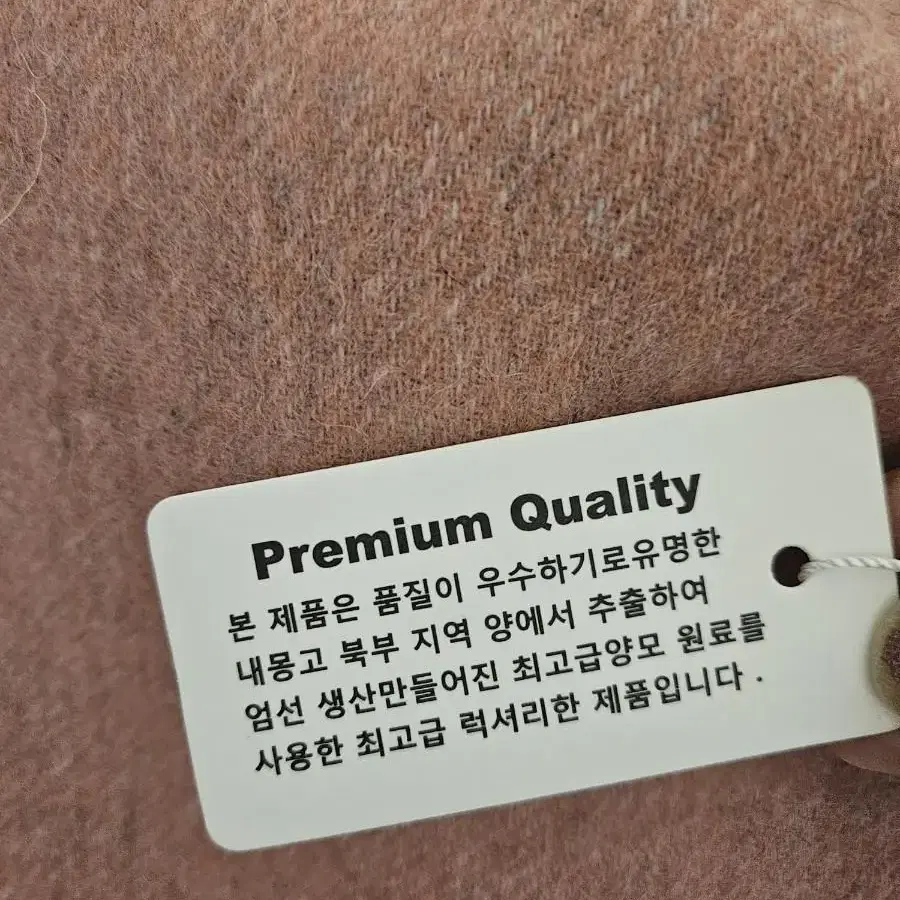 Premium Quality
본 제품은 품질이 우수하기로유명한
내몽고 북부 지역 양에서 추출하여
엄선 생산만들어진 최고급양모 원료를
사용한 최고급 럭셔리한 제품입니다 .